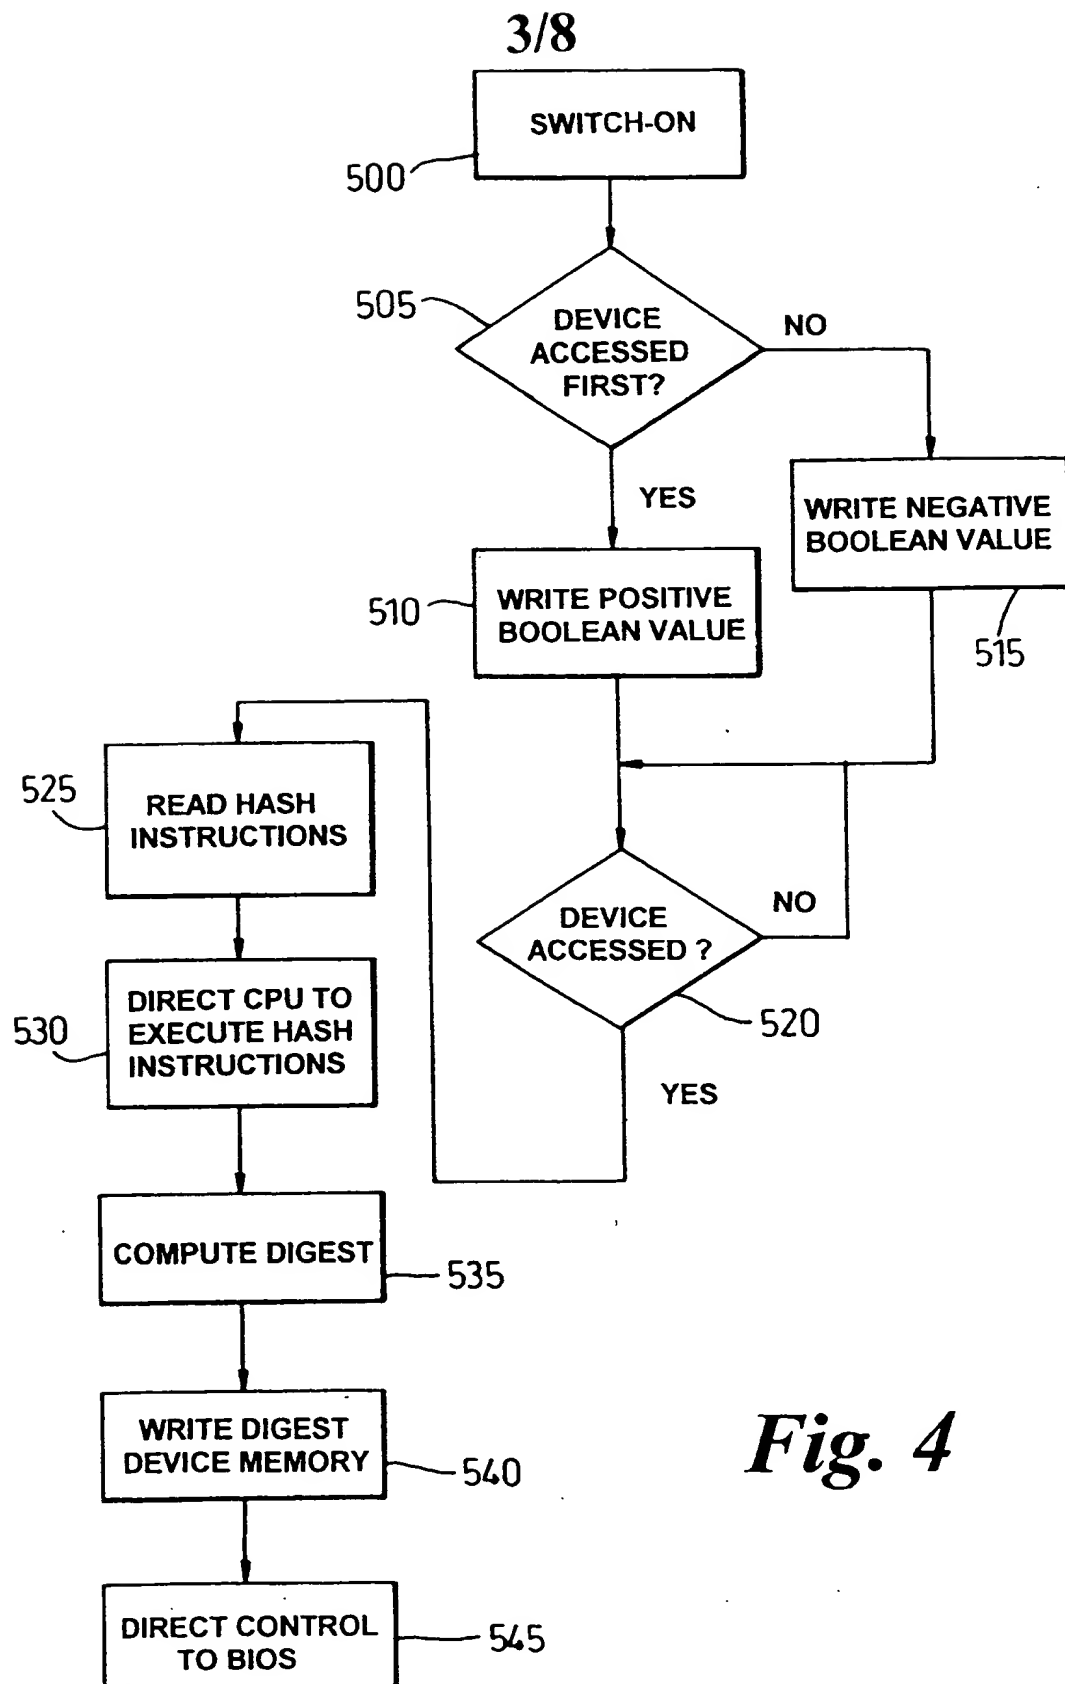 3/8
SWITCH-ON
500
505
DEVICE
ACCESSED
FIRST?
NO
YES
WRITE NEGATIVE
BOOLEAN VALUE
515
510
WRITE POSITIVE
BOOLEAN VALUE
525
READ HASH
INSTRUCTIONS
DEVICE
ACCESSED ?
NO
520
YES
530
DIRECT CPU TO
EXECUTE HASH
INSTRUCTIONS
COMPUTE DIGEST
535
WRITE DIGEST
DEVICE MEMORY
540
Fig. 4
DIRECT CONTROL
TO BIOS
545